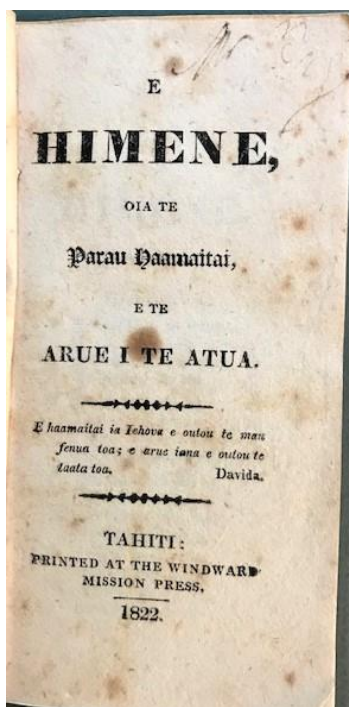 E
HIMENE,
OIA TE
Parau Haamaitai,
E TE
ARUE I TE ATUA.
E haamaitai ia Iehova e outou te mau
fenua toa; e arue iana e outou te
taata toa. Davida.
TAHITI:
PRINTED AT THE WINDWARD
MISSION PRESS,
1822.